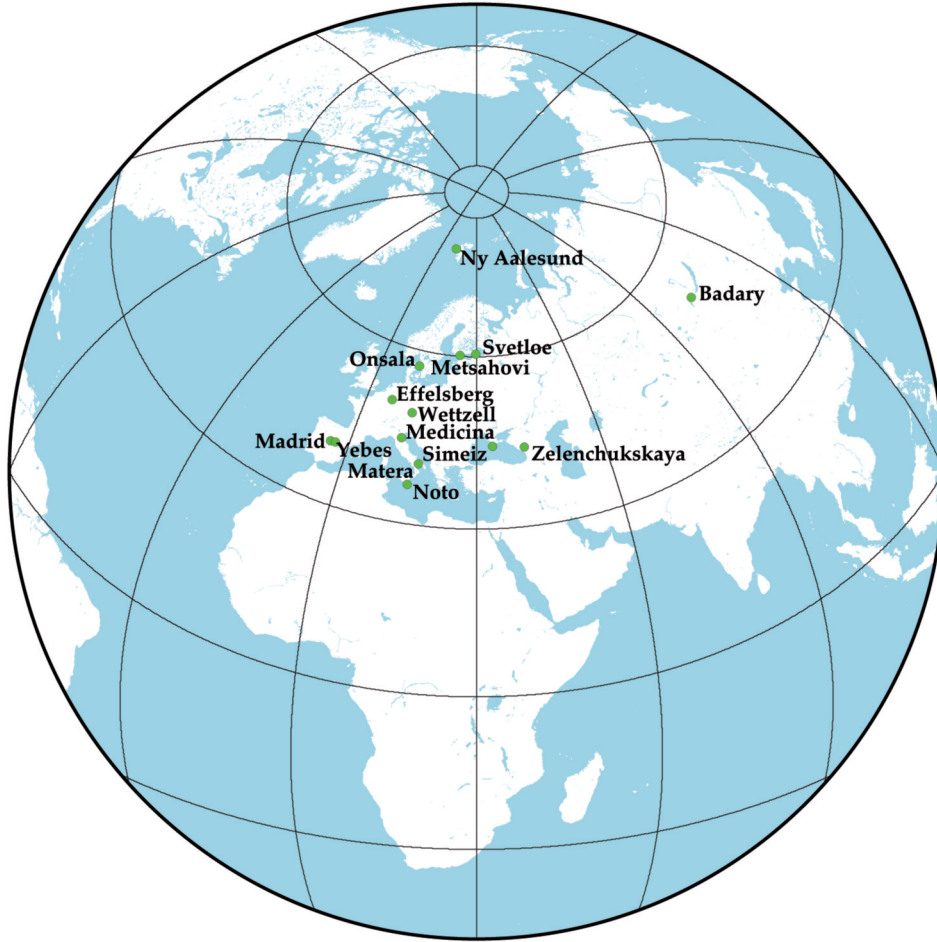 Ny Aalesund
Badary
Svetloe
Onsala
Metsahovi
Effelsberg
Wettzell
Medicina
Madrid
Yebes
Simeiz
Zelenchukskaya
Matera
Noto